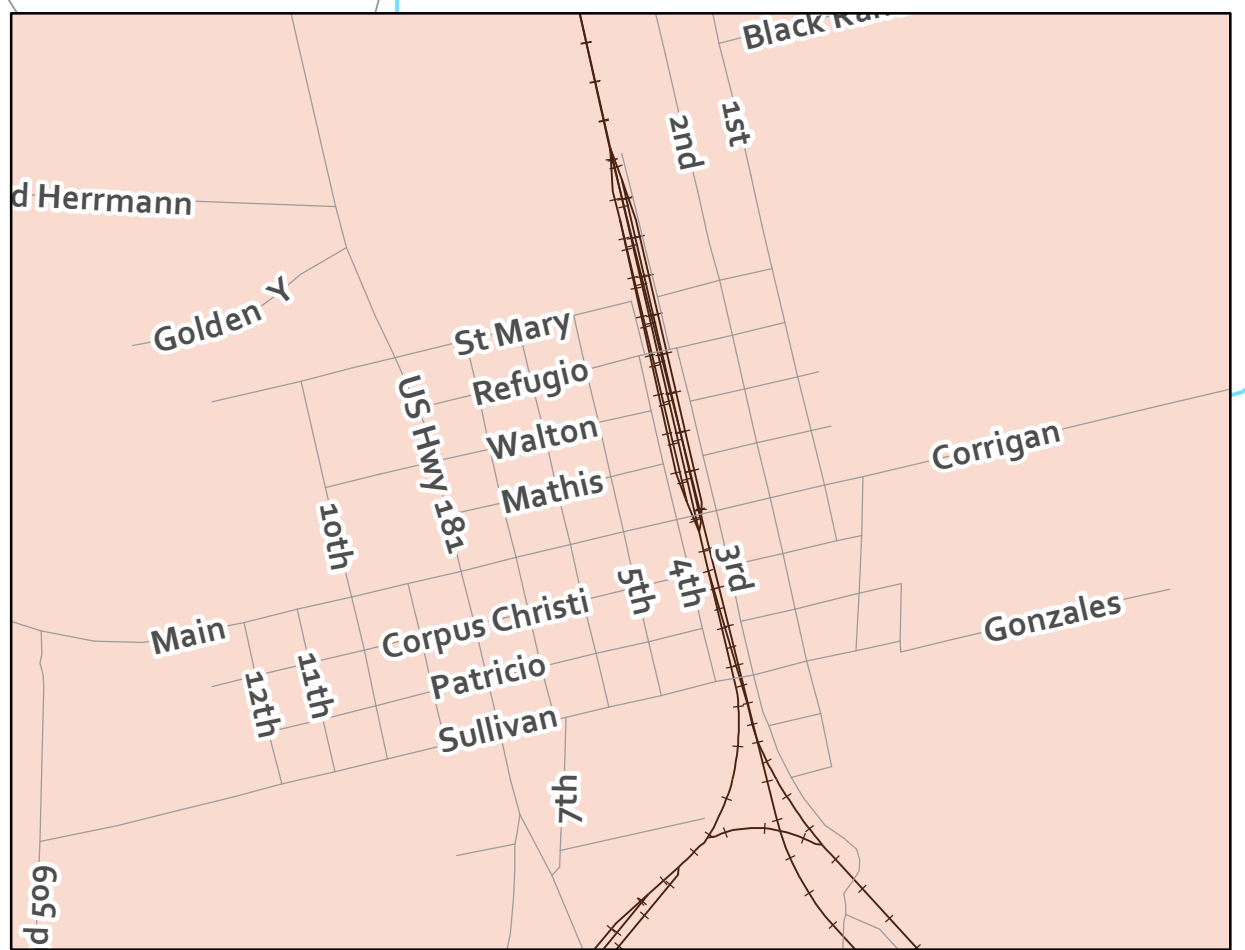 Black
1st
2nd
d Herrmann
Golden Y
St Mary
Refugio
US Hwy 181
Walton
Mathis
Corrigan
10th
3rd
4th
5th
Corpus Christi
Main
Gonzales
Patricio
11th
12th
Sullivan
7th
d 509